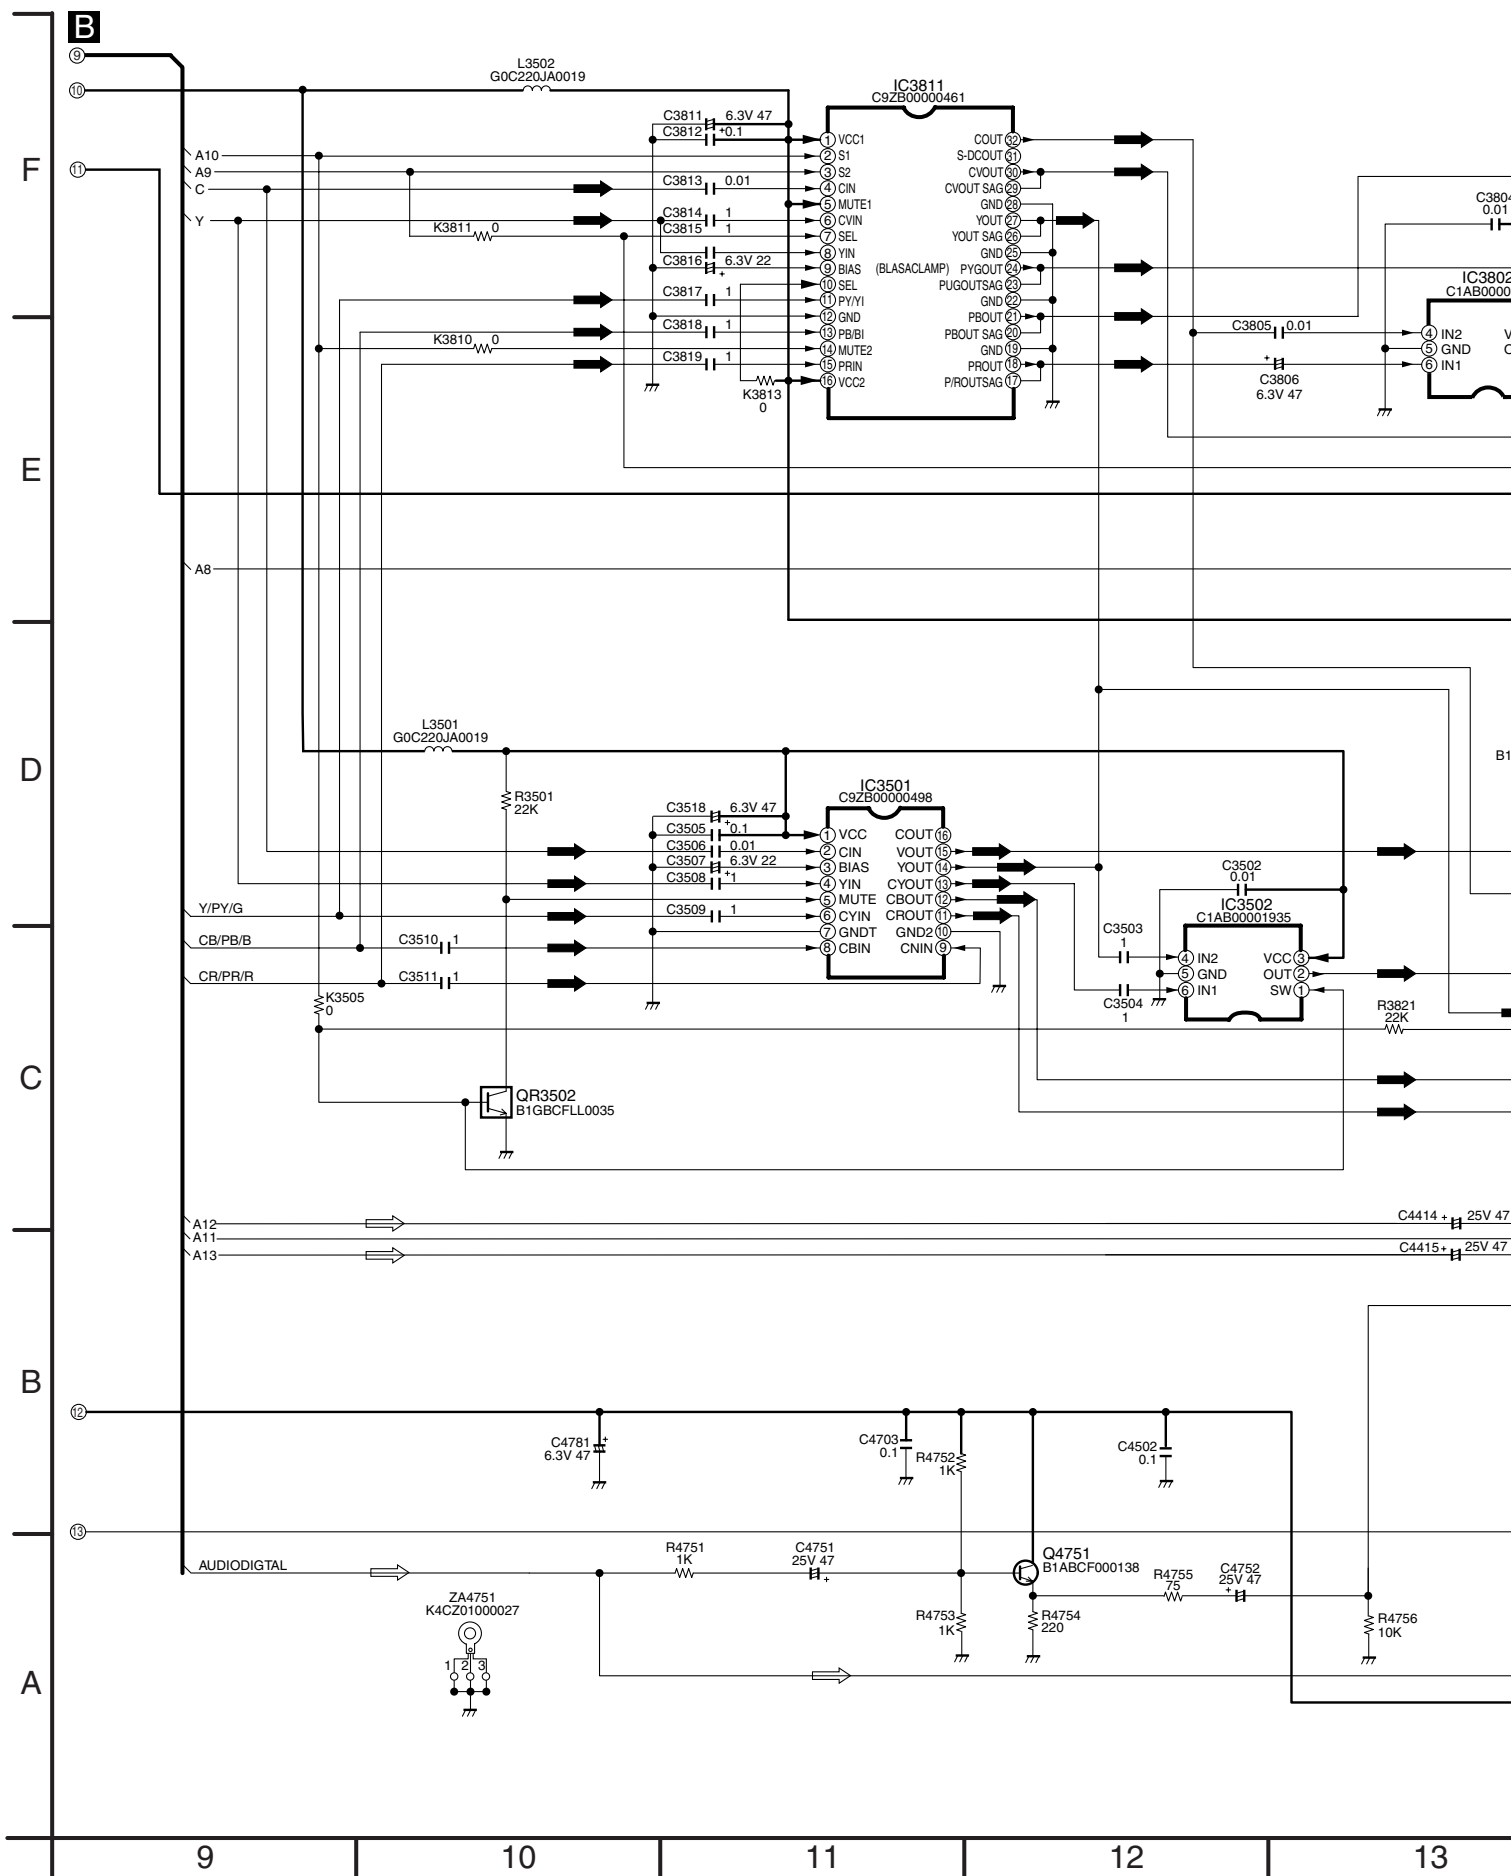 B
9
10
11
L3502
G0C220JA0019
IC3811
C9ZB00000461
C3811 6.3V 47
C3812 +0.1
A10
A9
C
C3813 0.01
C3814 1
Y
C3815 1
K3811 0
C3816 6.3V 22
+
C3817 1
C3818 1
K3810 0
C3819 1
K3813
0
1 VCC1
2 S1
3 S2
4 CIN
5 MUTE1
6 CVIN
7 SEL
8 YIN
9 BIAS
10 SEL
11 PY/YI
12 GND
13 PB/BI
14 MUTE2
15 PRIN
16 VCC2
(BLASACLAMP)
COUT 32
S-DCOUT 31
CVOUT 30
CVOUT SAG 29
GND 28
YOUT 27
YOUT SAG 26
GND 25
PYGOUT 24
PUGOUTSAG 23
GND 22
PBOUT 21
PBOUT SAG 20
GND 19
PROUT 18
P/ROUTSAG 17
C3804
0.01
IC3802
C1AB0000
C3805 0.01
4 IN2
5 GND
6 IN1
V
+
C3806
6.3V 47
F
E
A8
L3501
G0C220JA0019
D
B1
R3501
22K
IC3501
C9ZB00000498
C3518 6.3V 47
+
C3505 0.1
C3506 0.01
C3507 6.3V 22
C3508 +1
C3509 1
1 VCC
2 CIN
3 BIAS
4 YIN
5 MUTE
6 CYIN
7 GNDT
8 CBIN
COUT 16
VOUT 15
YOUT 14
CYOUT 13
CBOUT 12
CROUT 11
GND2 10
CNIN 9
Y/PY/G
CB/PB/B
C3510 1
CR/PR/R
C3511 1
K3505
0
C3502
0.01
IC3502
C1AB00001935
C3503
1
C3504
1
4 IN2
5 GND
6 IN1
VCC 3
OUT 2
SW 1
R3821
22K
C
QR3502
B1GBCFLL0035
A12
A11
A13
C4414 + 25V 47
C4415 + 25V 47
B
12
C4781
6.3V 47
+
C4703
0.1
R4752
1K
C4502
0.1
13
AUDIODIGTAL
R4751
1K
C4751
25V 47
+
Q4751
B1ABCF000138
R4755
75
C4752
25V 47
+
ZA4751
K4CZ01000027
1 2 3
R4753
1K
R4754
220
R4756
10K
A
9 10 11 12 13